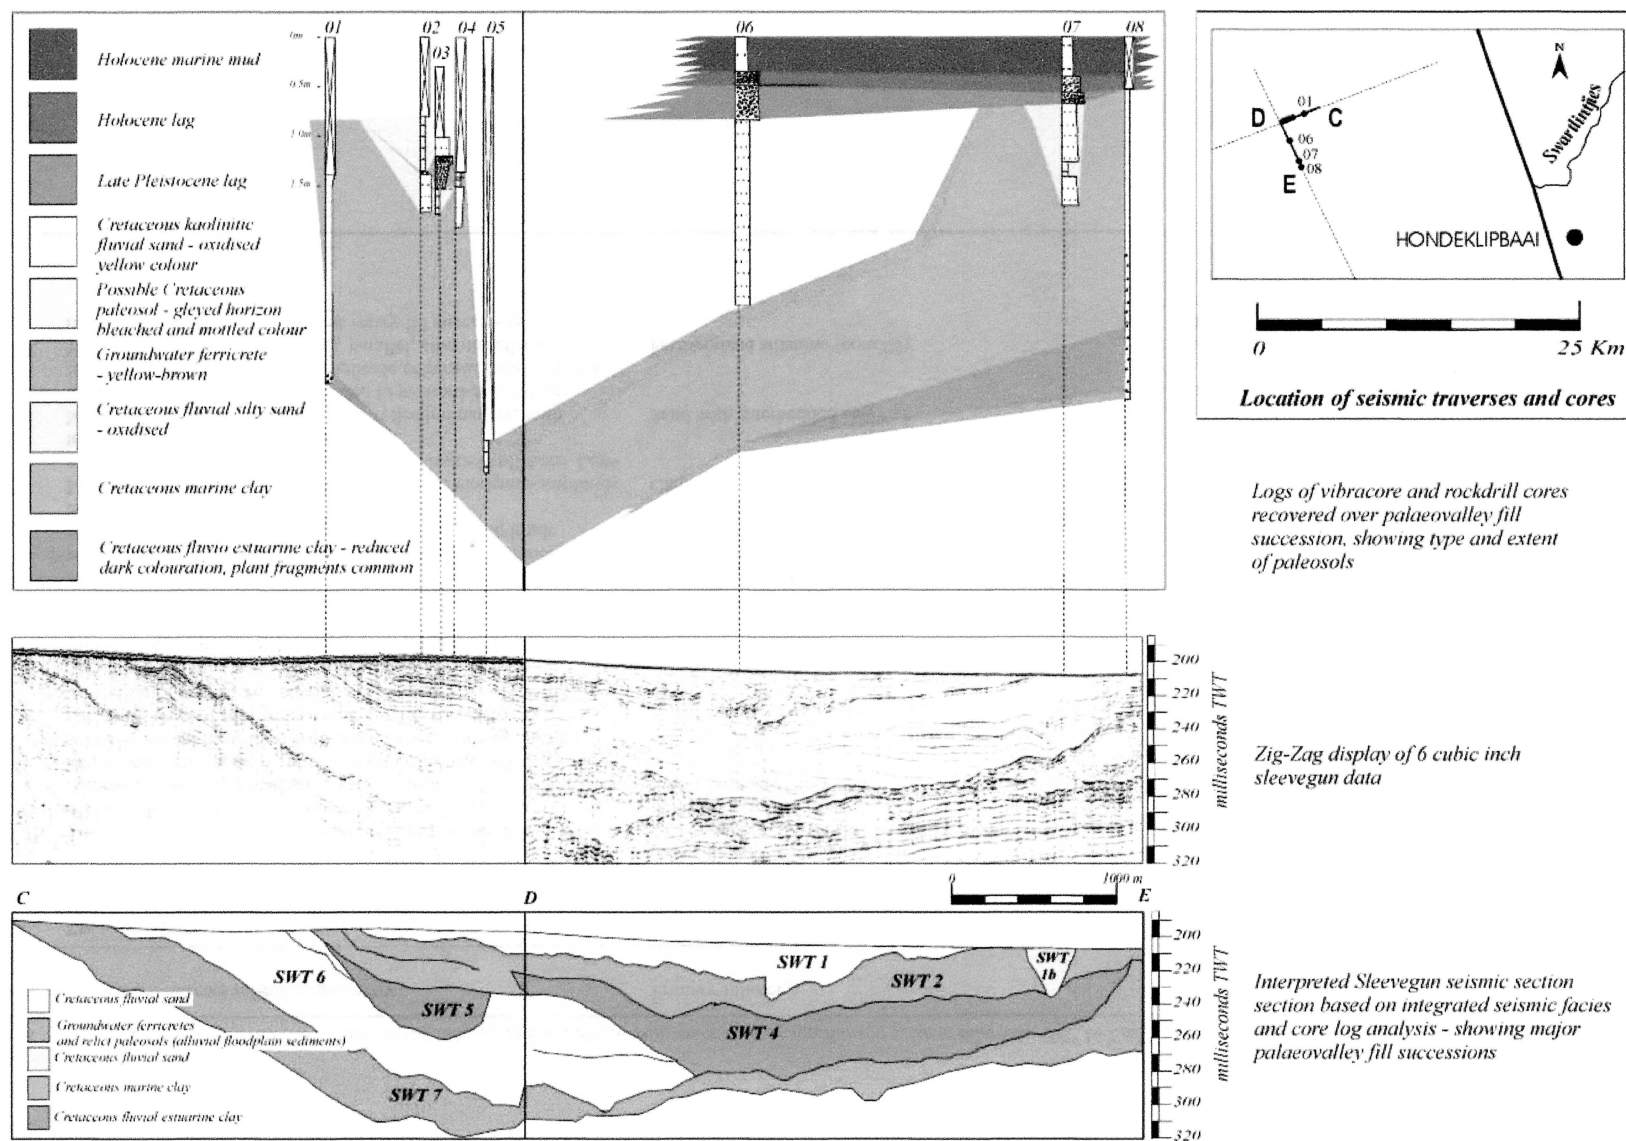 01
02
03
04
05
06
07
08
0m
0.5m
1.0m
1.5m
Holocene marine mud
Holocene lag
Late Pleistocene lag
Cretaceous kaolinitic
fluvial sand - oxidised
yellow colour
Possible Cretaceous
paleosol - gleyed horizon
bleached and mottled colour
Groundwater ferricrete
- yellow-brown
Cretaceous fluvial silty sand
- oxidised
Cretaceous marine clay
Cretaceous fluvio estuarine clay - reduced
dark colouration, plant fragments common
N
Swartlintjies
01
D
C
06
07
08
E
HONDEKLIPBAAI
0
25 Km
Location of seismic traverses and cores
Logs of vibracore and rockdrill cores
recovered over palaeovalley fill
succession, showing type and extent
of paleosols
200
220
240
260
280
300
320
milliseconds TWT
Zig-Zag display of 6 cubic inch
sleevegun data
0
1000 m
C
D
E
SWT 6
SWT 5
SWT 7
SWT 1
SWT 2
SWT 4
SWT
1b
Cretaceous fluvial sand
Groundwater ferricretes
and relict paleosols (alluvial floodplain sediments)
Cretaceous fluvial sand
Cretaceous marine clay
Cretaceous fluvial estuarine clay
200
220
240
260
280
300
320
milliseconds TWT
Interpreted Sleevegun seismic section
section based on integrated seismic facies
and core log analysis - showing major
palaeovalley fill successions